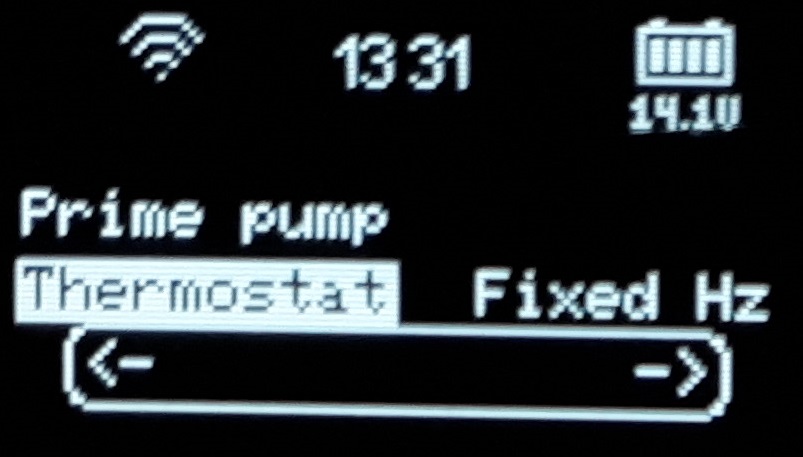 13 31
14.1V
Prime pump
Thermostat Fixed Hz
<- ->